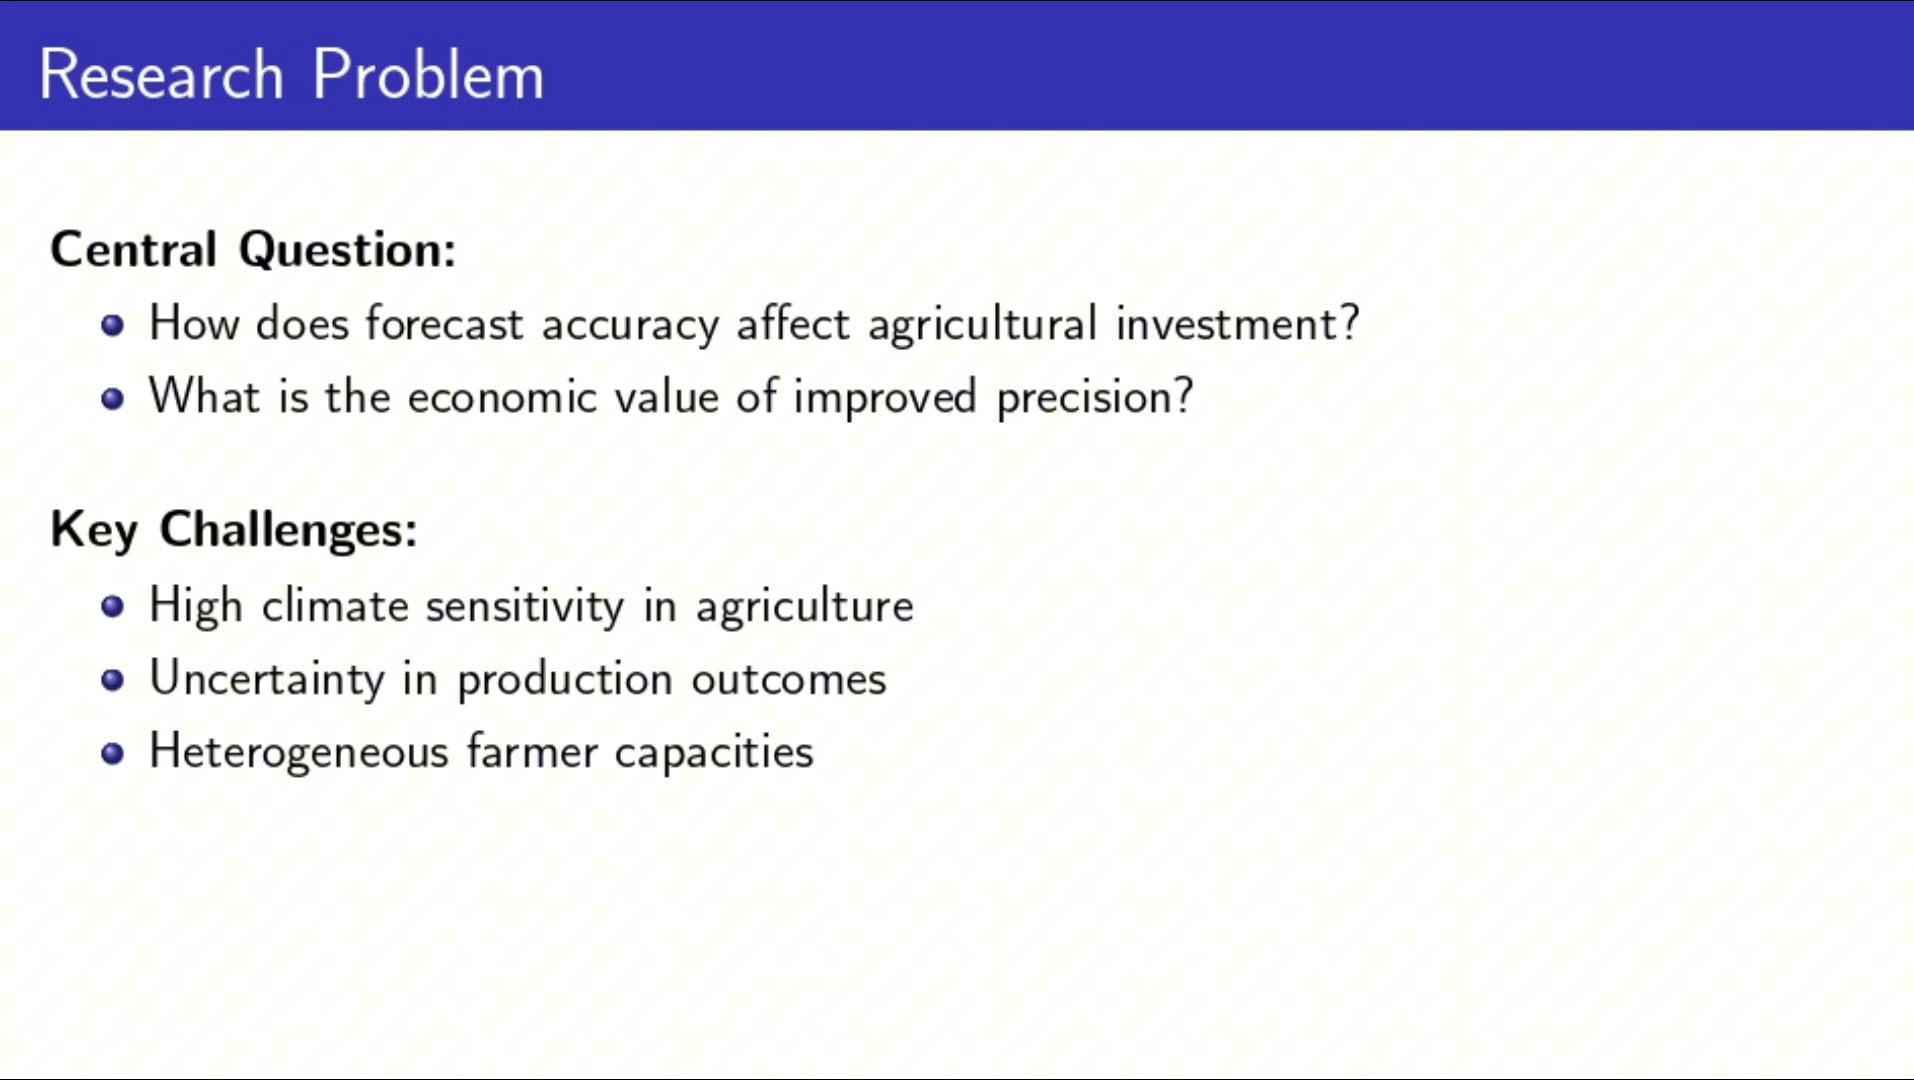 Research Problem
Central Question:
How does forecast accuracy affect agricultural investment?
What is the economic value of improved precision?
Key Challenges:
High climate sensitivity in agriculture
Uncertainty in production outcomes
Heterogeneous farmer capacities